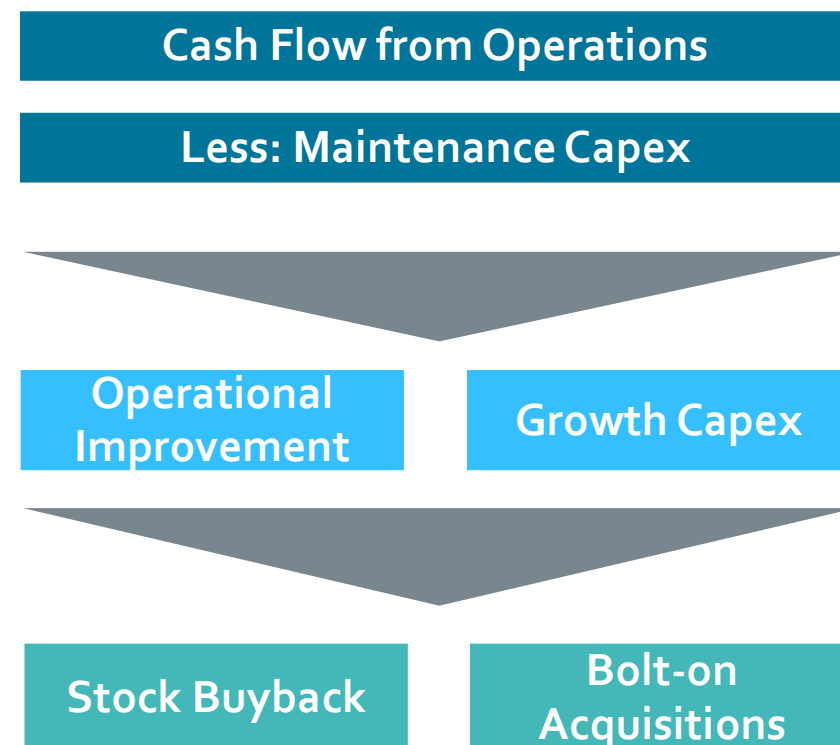 Cash Flow from Operations
Less: Maintenance Capex
Operational
Improvement
Growth Capex
Stock Buyback
Bolt-on
Acquisitions